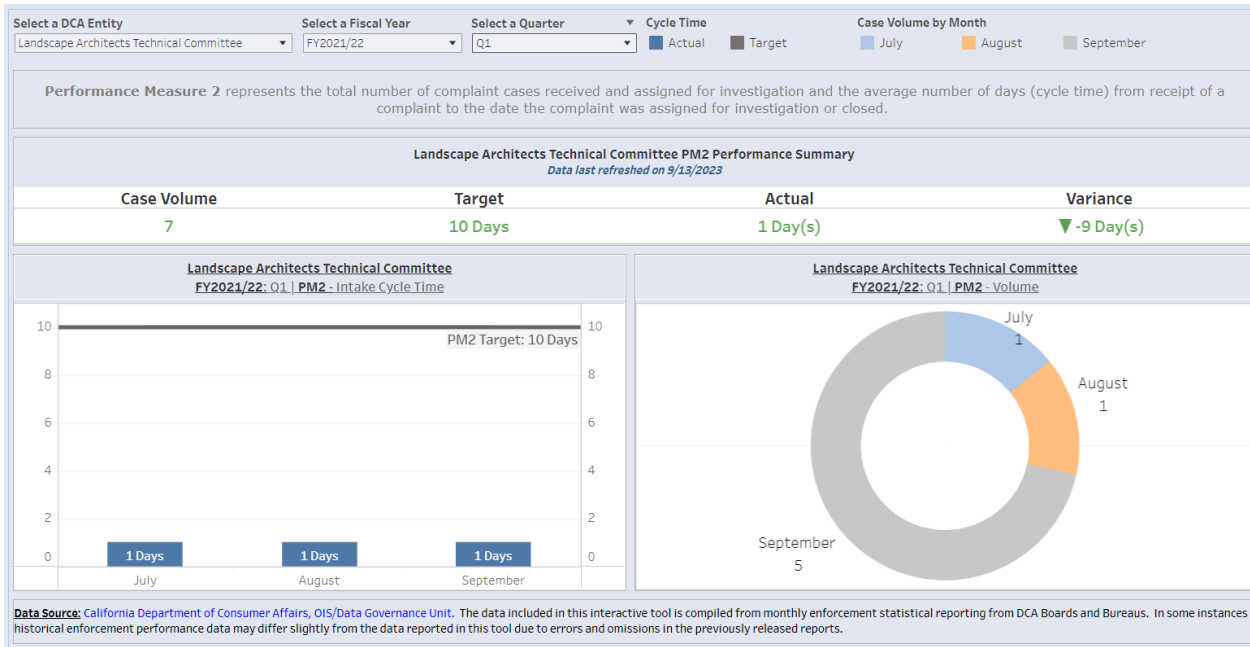 Select a DCA Entity
Select a Fiscal Year
Select a Quarter
Cycle Time
Case Volume by Month
Landscape Architects Technical Committee
FY2021/22
Q1
Actual
Target
July
August
September
Performance Measure 2 represents the total number of complaint cases received and assigned for investigation and the average number of days (cycle time) from receipt of a
complaint to the date the complaint was assigned for investigation or closed.
Landscape Architects Technical Committee PM2 Performance Summary
Data last refreshed on 9/13/2023
Case Volume
Target
Actual
Variance
7
10 Days
1 Day(s)
▼ -9 Day(s)
Landscape Architects Technical Committee
FY2021/22: Q1 | PM2 - Intake Cycle Time
10
8
6
4
2
0
PM2 Target: 10 Days
10
8
6
4
2
0
1 Days
1 Days
1 Days
July
August
September
Landscape Architects Technical Committee
FY2021/22: Q1 | PM2 - Volume
July
1
August
1
September
5
Data Source: California Department of Consumer Affairs, OIS/Data Governance Unit. The data included in this interactive tool is compiled from monthly enforcement statistical reporting from DCA Boards and Bureaus. In some instances
historical enforcement performance data may differ slightly from the data reported in this tool due to errors and omissions in the previously released reports.